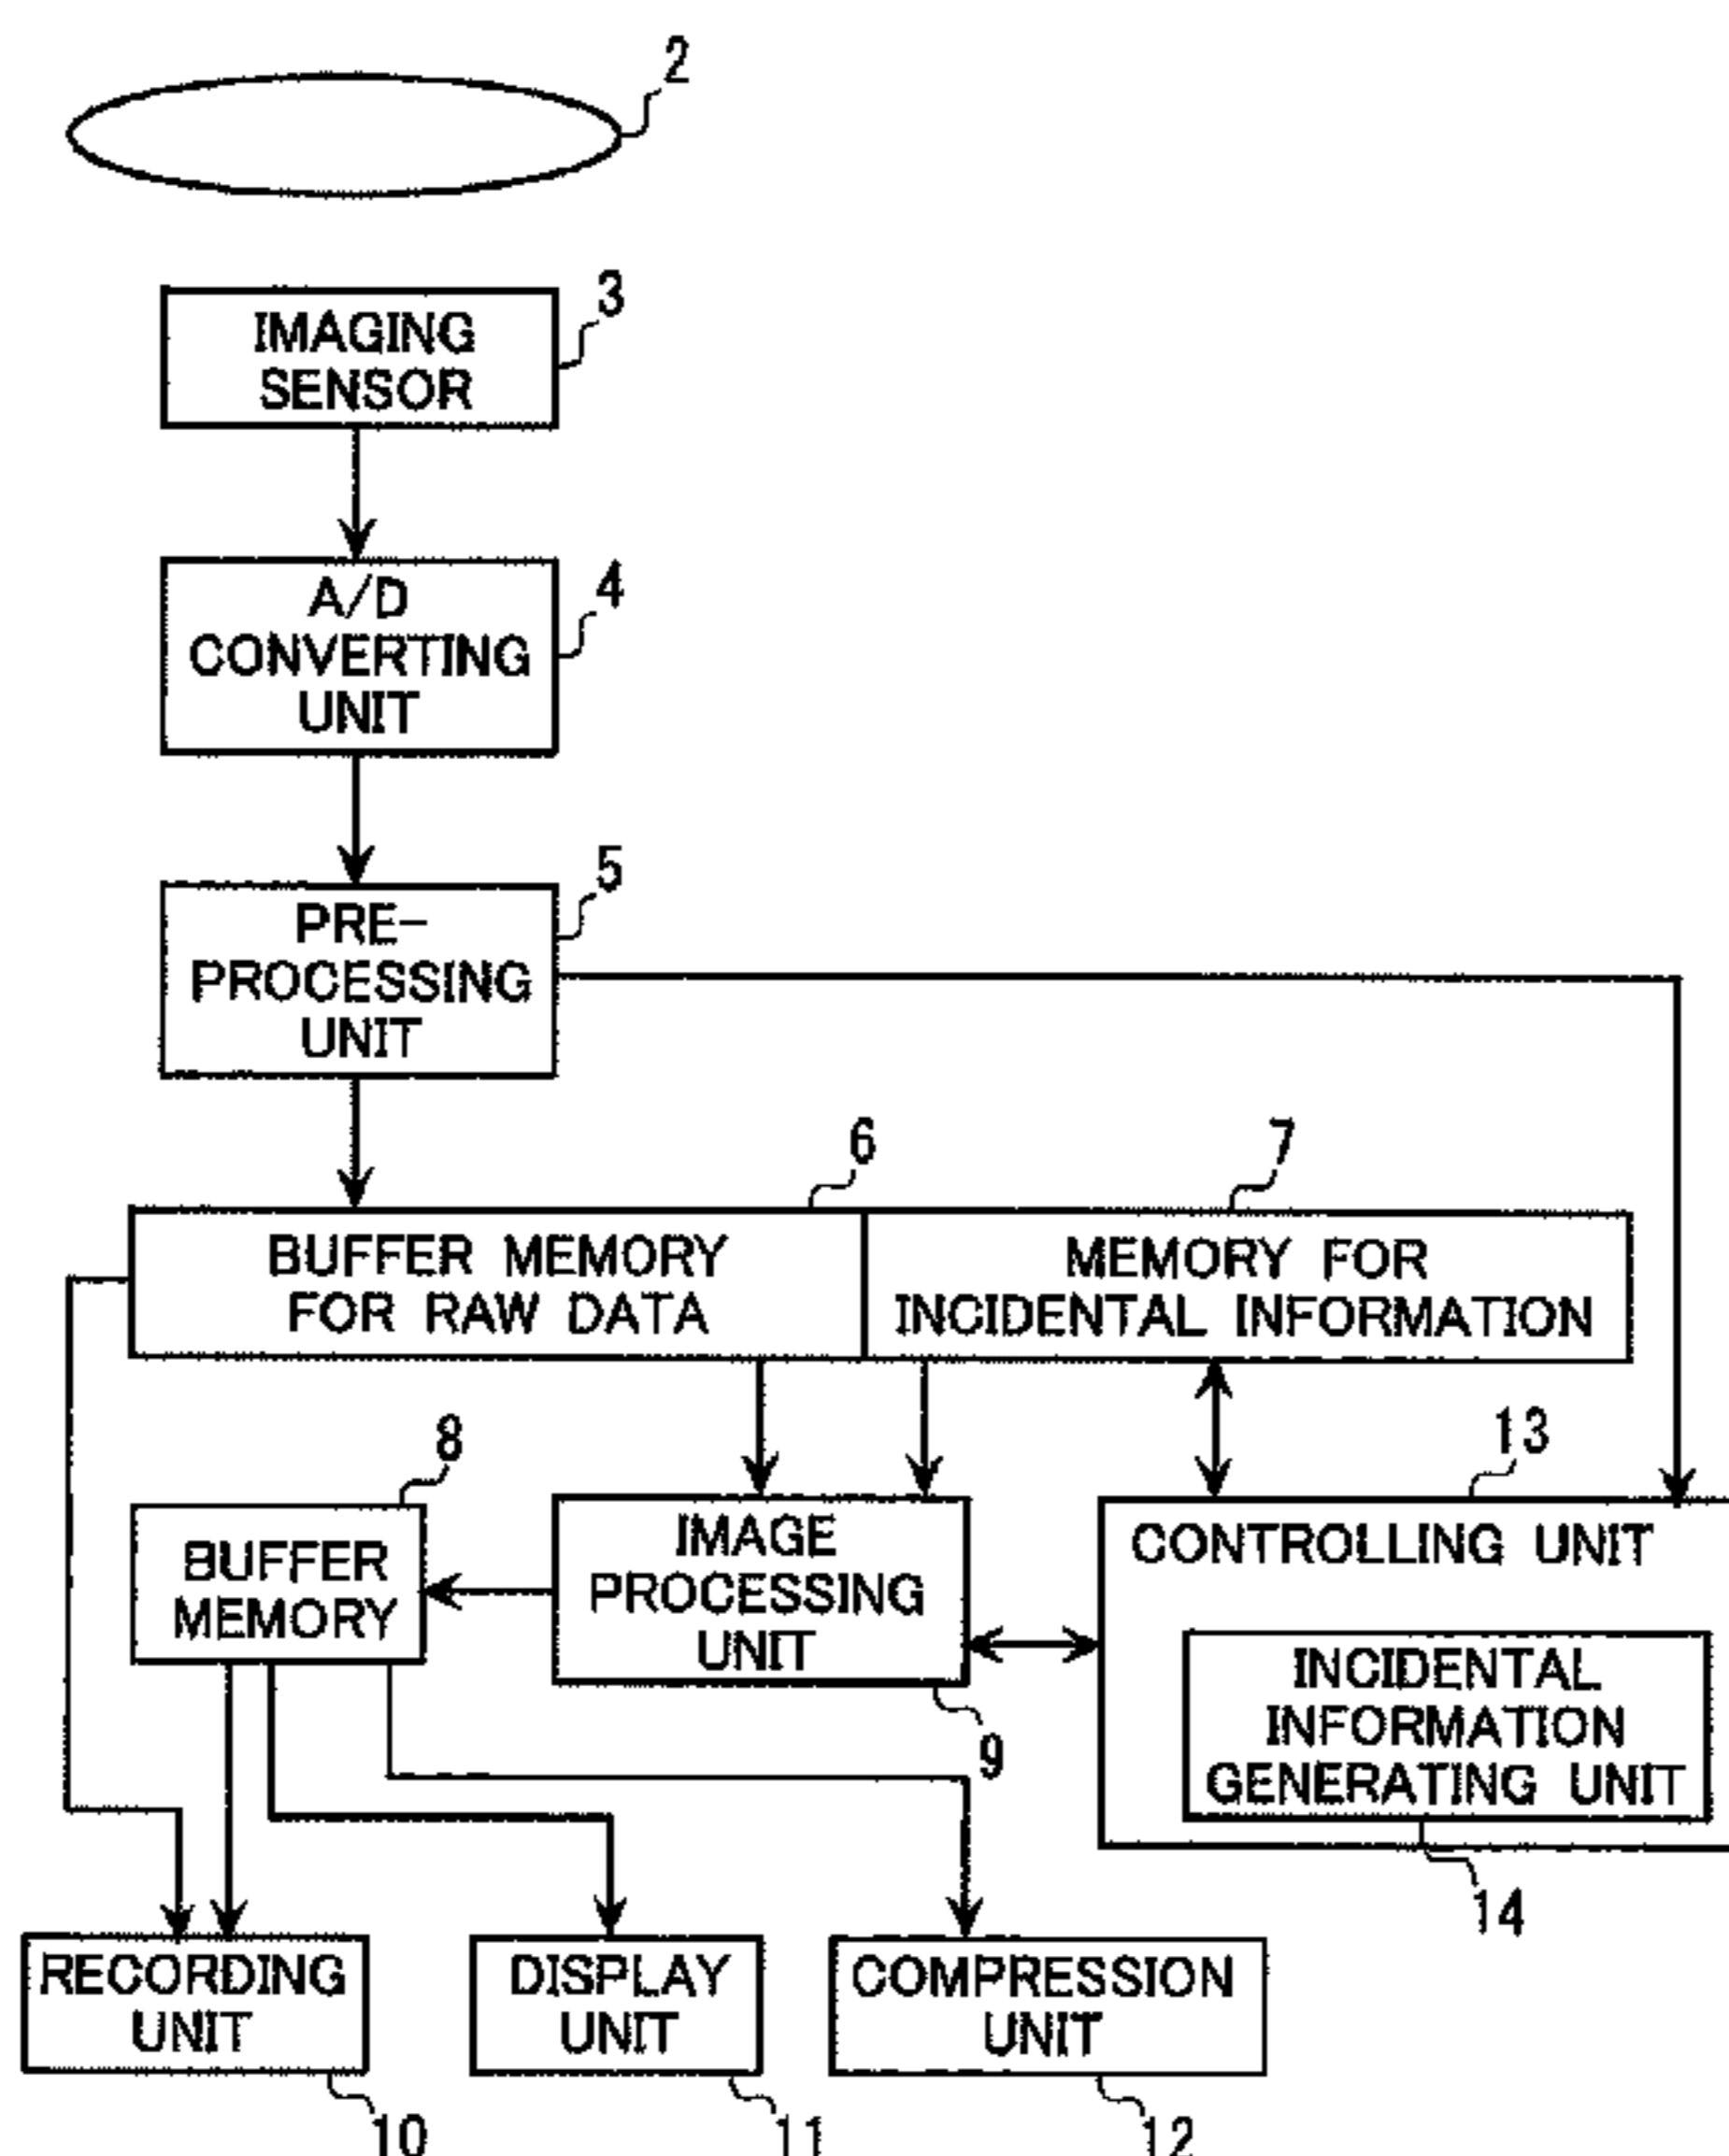 2
IMAGING
SENSOR
3
A/D
CONVERTING
UNIT
4
PRE-
PROCESSING
UNIT
5
6
7
BUFFER MEMORY
FOR RAW DATA
MEMORY FOR
INCIDENTAL INFORMATION
8
BUFFER
MEMORY
IMAGE
PROCESSING
UNIT
9
13
CONTROLLING UNIT
INCIDENTAL
INFORMATION
GENERATING UNIT
14
RECORDING
UNIT
10
DISPLAY
UNIT
11
COMPRESSION
UNIT
12